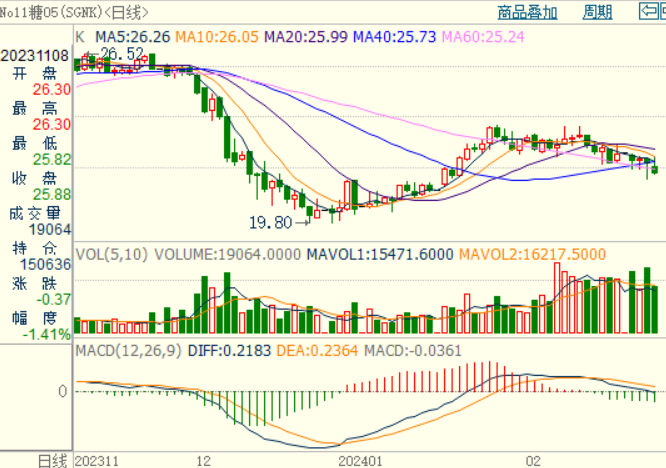 No11糖05(SGNK)<日线>
商品叠加 周期
K MA5:26.26 MA10:26.05 MA20:25.99 MA40:25.73 MA60:25.24
26.52
20231108
开 盘
26.30
最 高
26.30
最 低
25.82
收 盘
25.88
成交量
19064
持 仓
150636
涨 跌
-0.37
幅 度
-1.41%
19.80
VOL(5,10) VOLUME:19064.0000 MAVOL1:15471.6000 MAVOL2:16217.5000
MACD(12,26,9) DIFF:0.2183 DEA:0.2364 MACD:-0.0361
0
日线 202311 12 202401 02